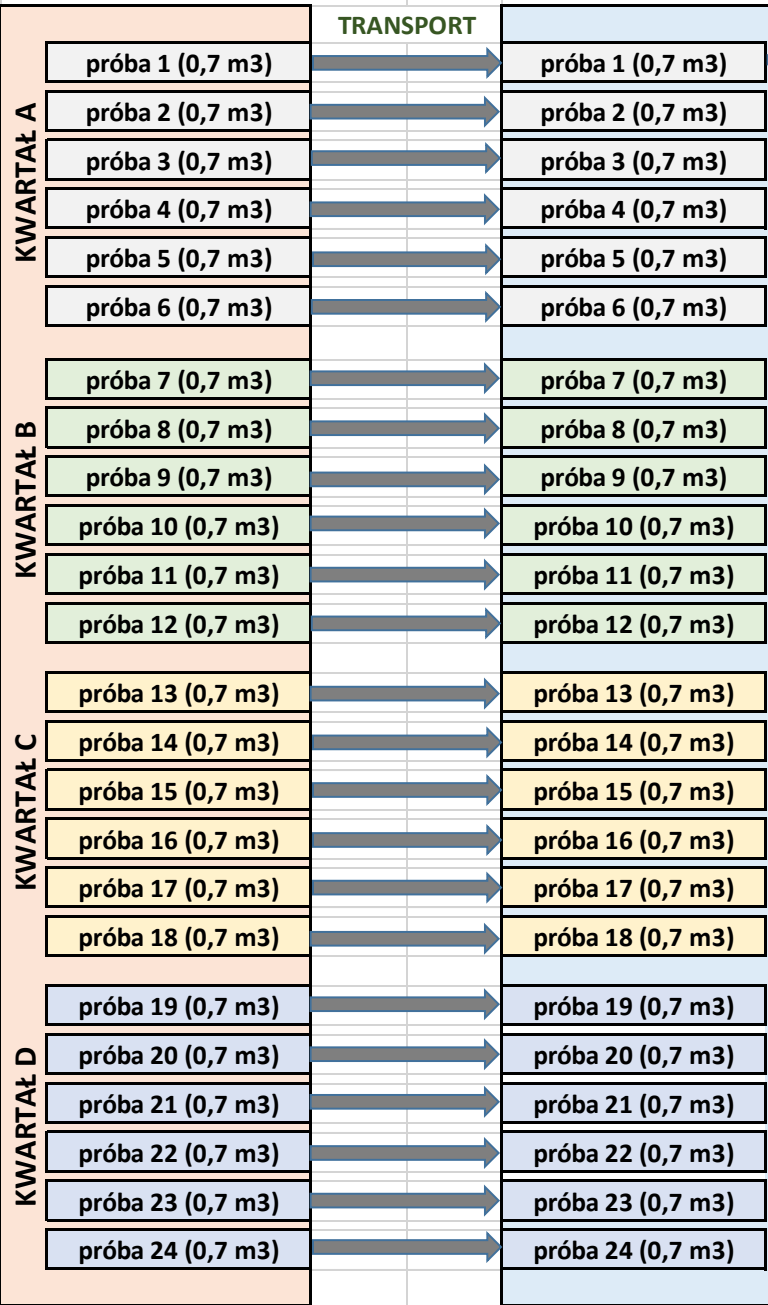 TRANSPORT
KWARTAŁ A
próba 1 (0,7 m3) próba 1 (0,7 m3)
próba 2 (0,7 m3) próba 2 (0,7 m3)
próba 3 (0,7 m3) próba 3 (0,7 m3)
próba 4 (0,7 m3) próba 4 (0,7 m3)
próba 5 (0,7 m3) próba 5 (0,7 m3)
próba 6 (0,7 m3) próba 6 (0,7 m3)
KWARTAŁ B
próba 7 (0,7 m3) próba 7 (0,7 m3)
próba 8 (0,7 m3) próba 8 (0,7 m3)
próba 9 (0,7 m3) próba 9 (0,7 m3)
próba 10 (0,7 m3) próba 10 (0,7 m3)
próba 11 (0,7 m3) próba 11 (0,7 m3)
próba 12 (0,7 m3) próba 12 (0,7 m3)
KWARTAŁ C
próba 13 (0,7 m3) próba 13 (0,7 m3)
próba 14 (0,7 m3) próba 14 (0,7 m3)
próba 15 (0,7 m3) próba 15 (0,7 m3)
próba 16 (0,7 m3) próba 16 (0,7 m3)
próba 17 (0,7 m3) próba 17 (0,7 m3)
próba 18 (0,7 m3) próba 18 (0,7 m3)
KWARTAŁ D
próba 19 (0,7 m3) próba 19 (0,7 m3)
próba 20 (0,7 m3) próba 20 (0,7 m3)
próba 21 (0,7 m3) próba 21 (0,7 m3)
próba 22 (0,7 m3) próba 22 (0,7 m3)
próba 23 (0,7 m3) próba 23 (0,7 m3)
próba 24 (0,7 m3) próba 24 (0,7 m3)